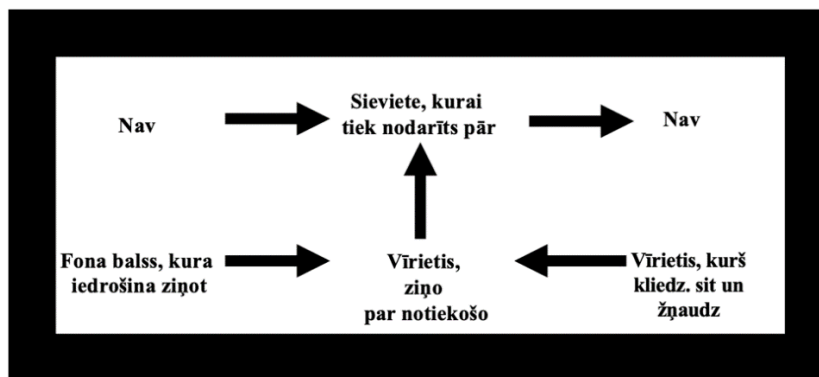 Nav
Sieviete, kurai
tiek nodarīts pār
Nav
Fona balss, kura
iedrošina ziņot
Vīrietis,
ziņo
par notiekošo
Vīrietis, kurš
kliedz. sit un
žņaudz